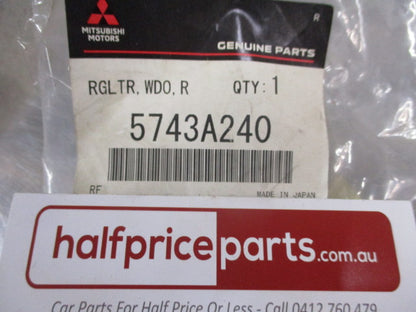 R
MITSUBISHI
MOTORS
GENUINE PARTS
RGLTR, WDO, R QTY: 1
5743A240
MADE IN JAPAN
halfpriceparts.com.au
Car Parts For Half Price Or Less - Call 0412 760 479